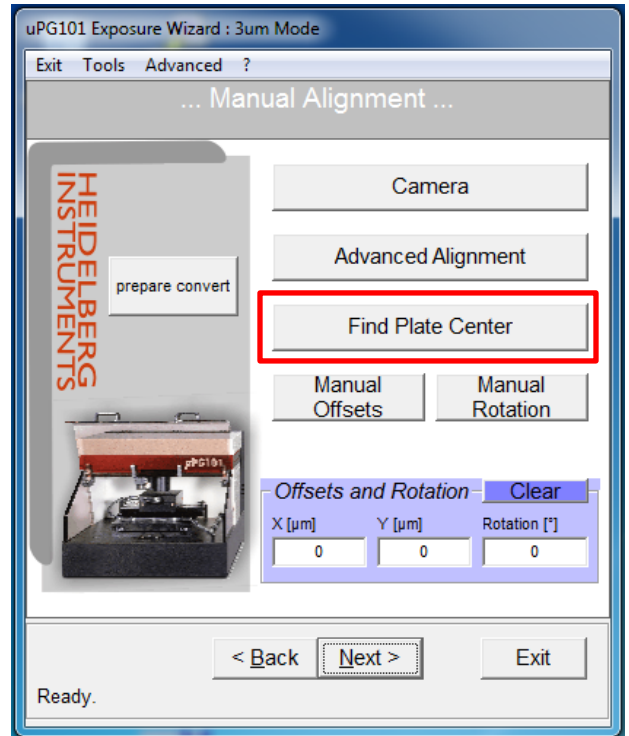 uPG101 Exposure Wizard : 3um Mode
Exit Tools Advanced ?
... Manual Alignment ...
HEIDELBERG
INSTRUMENTS
prepare convert
µPG101
Camera
Advanced Alignment
Find Plate Center
Manual
Offsets
Manual
Rotation
Offsets and Rotation Clear
X [µm] Y [µm] Rotation [°]
0 0 0
< Back Next > Exit
Ready.